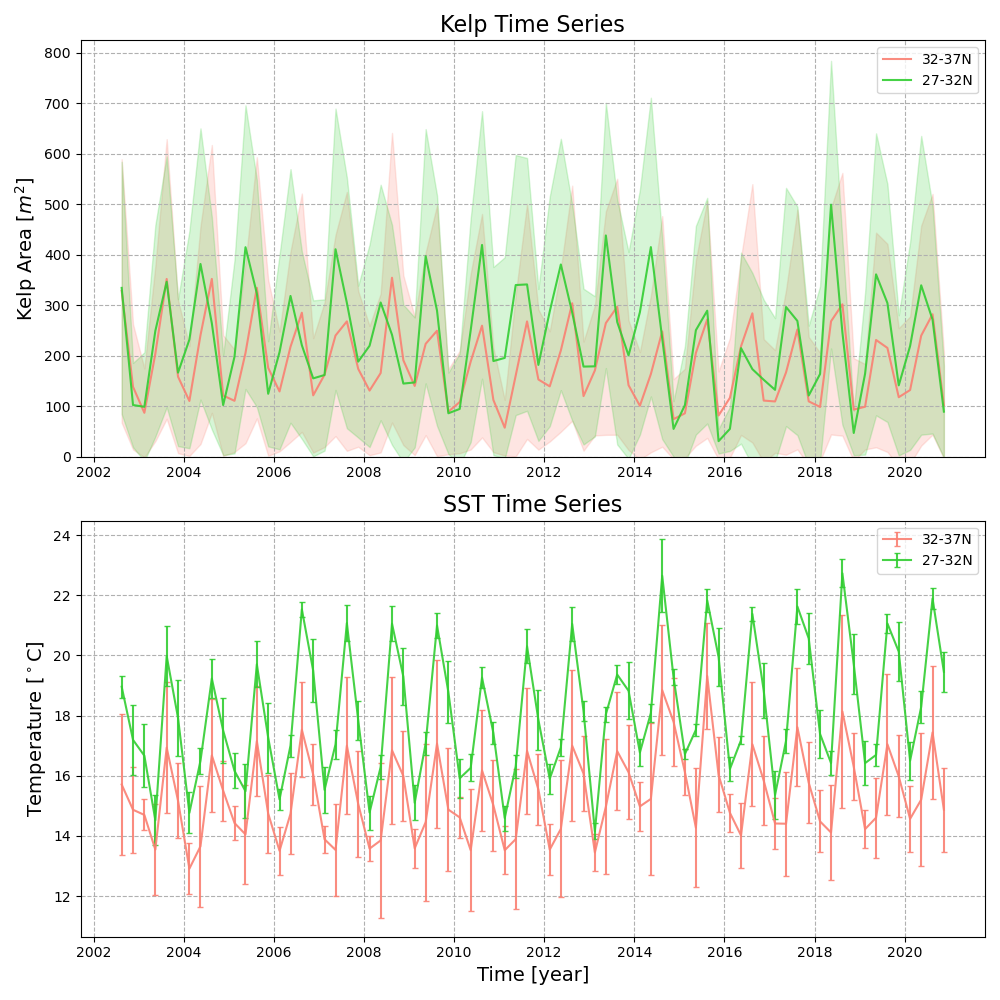 Kelp Time Series
32-37N
27-32N
Kelp Area [$m^2$]
800
700
600
500
400
300
200
100
0
2002 2004 2006 2008 2010 2012 2014 2016 2018 2020
SST Time Series
32-37N
27-32N
Temperature [°C]
24
22
20
18
16
14
12
2002 2004 2006 2008 2010 2012 2014 2016 2018 2020
Time [year]